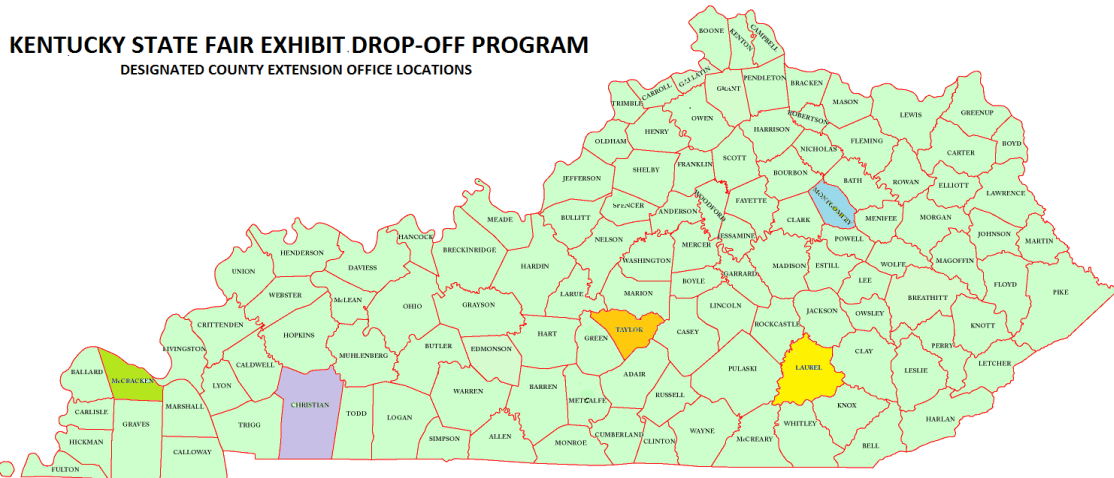 KENTUCKY STATE FAIR EXHIBIT DROP-OFF PROGRAM
DESIGNATED COUNTY EXTENSION OFFICE LOCATIONS
BOONE
KENTON
CAMPBELL
GALLATIN
CARROLL
TRIMBLE
GRANT
PENDLETON
BRACKEN
MASON
ROBERTSON
LEWIS
GREENUP
OWEN
HENRY
OLDHAM
HARRISON
NICHOLAS
FLEMING
CARTER
BOYD
JEFFERSON
SHELBY
FRANKLIN
SCOTT
BOURBON
BATH
ROWAN
ELLIOTT
LAWRENCE
MONTGOMERY
BULLITT
SPENCER
ANDERSON
WOODFORD
FAYETTE
CLARK
MENIFEE
MORGAN
JOHNSON
MARTIN
MEADE
HANCOCK
BRECKINRIDGE
NELSON
WASHINGTON
MERCER
ESSAMINE
POWELL
WOLFE
MAGOFFIN
HENDERSON
UNION
DAVIESS
HARDIN
BOYLE
GARRARD
MADISON
ESTILL
LEE
FLOYD
PIKE
WEBSTER
McLEAN
OHIO
GRAYSON
LARUE
MARION
LINCOLN
JACKSON
OWSLEY
BREATHITT
KNOTT
CRITTENDEN
HOPKINS
HART
GREEN
TAYLOR
CASEY
ROCKCASTLE
LIVINGSTON
CALDWELL
MUHLENBERG
BUTLER
EDMONSON
CLAY
PERRY
LETCHER
BALLARD
McCRACKEN
LYON
WARREN
BARREN
ADAIR
PULASKI
LAUREL
LESLIE
CARLISLE
GRAVES
MARSHALL
CHRISTIAN
METCALFE
RUSSELL
KNOX
HARLAN
HICKMAN
TRIGG
TODD
LOGAN
SIMPSON
ALLEN
MONROE
CUMBERLAND
CLINTON
WAYNE
McCREARY
WHITLEY
BELL
FULTON
CALLOWAY